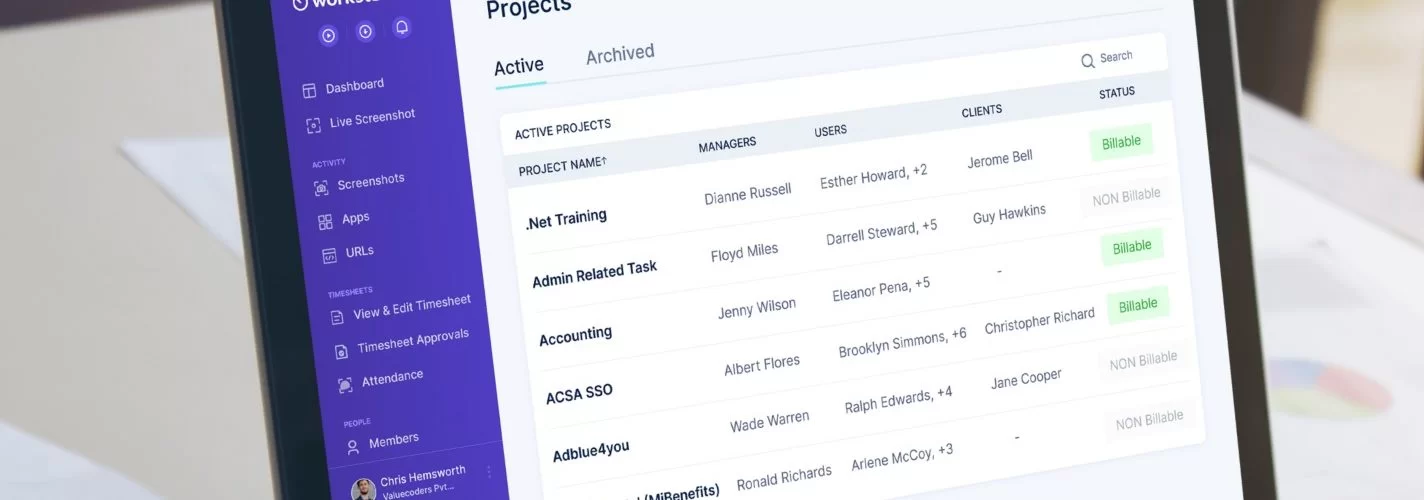 Projects
Active Archived
Search
ACTIVE PROJECTS
PROJECT NAME↑ MANAGERS USERS CLIENTS STATUS
.Net Training Dianne Russell Esther Howard, +2 Jerome Bell Billable
Admin Related Task Floyd Miles Darrell Steward, +5 Guy Hawkins NON Billable
Accounting Jenny Wilson Eleanor Pena, +5 - Billable
ACSA SSO Albert Flores Brooklyn Simmons, +6 Christopher Richard Billable
Adblue4you Wade Warren Ralph Edwards, +4 Jane Cooper NON Billable
(MiBenefits) Ronald Richards Arlene McCoy, +3 - NON Billable
Dashboard
Live Screenshot
ACTIVITY
Screenshots
Apps
URLs
TIMESHEETS
View & Edit Timesheet
Timesheet Approvals
Attendance
PEOPLE
Members
Chris Hemsworth
Valuecoders Pvt...